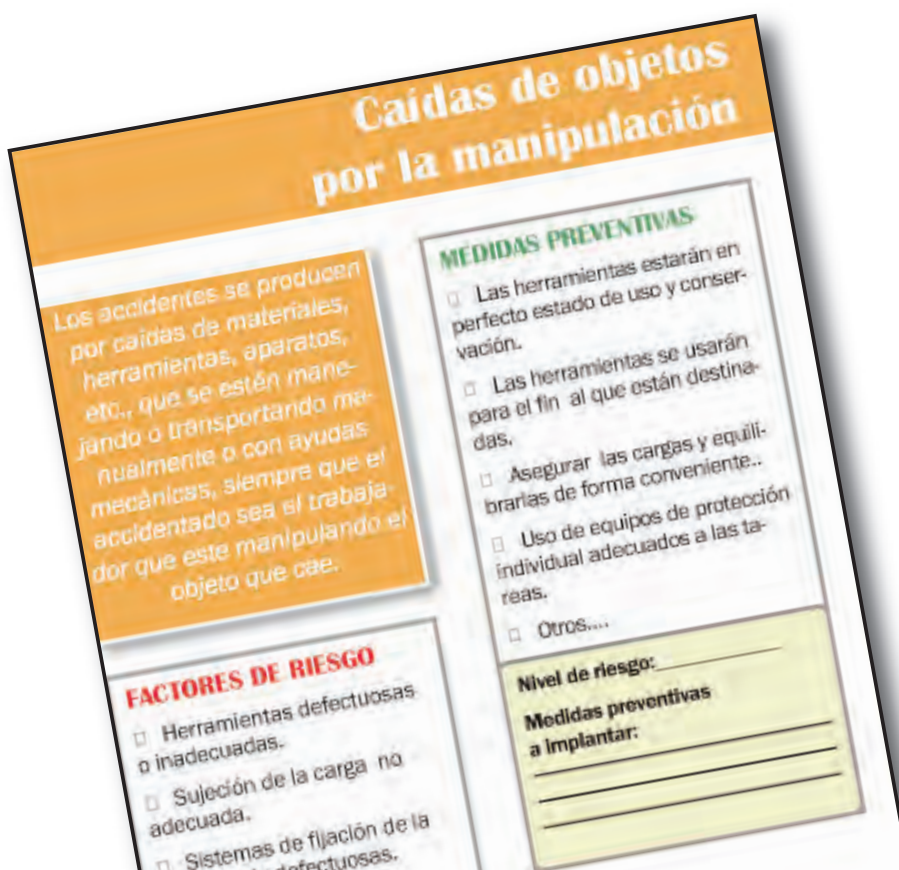 Caídas de objetos
por la manipulación
Los accidentes se producen
por caídas de materiales,
herramientas, aparatos,
etc., que se estén mane-
jando o transportando ma-
nualmente o con ayudas
mecánicas, siempre que el
accidentado sea el trabaja-
dor que este manipulando el
objeto que cae.
FACTORES DE RIESGO
Herramientas defectuosas
o inadecuadas.
Sujeción de la carga no
adecuada.
Sistemas de fijación de la
defectuosas.
MEDIDAS PREVENTIVAS
Las herramientas estarán en
perfecto estado de uso y conser-
vación.
Las herramientas se usarán
para el fin al que están destina-
das.
Asegurar las cargas y equili-
brarlas de forma conveniente..
Uso de equipos de protección
individual adecuados a las ta-
reas.
Otros....
Nivel de riesgo:
Medidas preventivas
a implantar: